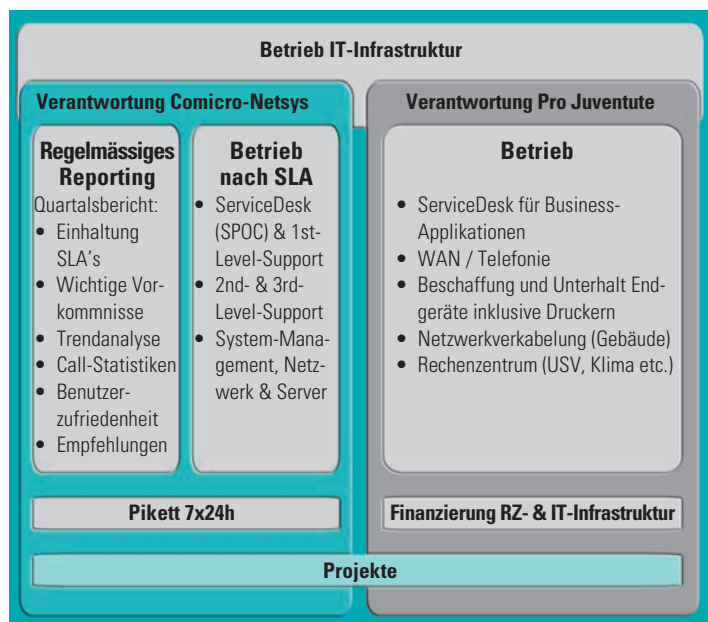 Betrieb IT-Infrastruktur
Verantwortung Comicro-Netsys
Regelmässiges
Reporting
Quartalsbericht:
• Einhaltung
SLA's
• Wichtige Vor-
kommnisse
• Trendanalyse
• Call-Statistiken
• Benutzer-
zufriedenheit
• Empfehlungen
Betrieb
nach SLA
• ServiceDesk
(SPOC) & 1st-
Level-Support
• 2nd- & 3rd-
Level-Support
• System-Mana-
gement, Netz-
werk & Server
Pikett 7x24h
Verantwortung Pro Juventute
Betrieb
• ServiceDesk für Business-
Applikationen
• WAN / Telefonie
• Beschaffung und Unterhalt End-
geräte inklusive Druckern
• Netzwerkverkabelung (Gebäude)
• Rechenzentrum (USV, Klima etc.)
Finanzierung RZ- & IT-Infrastruktur
Projekte